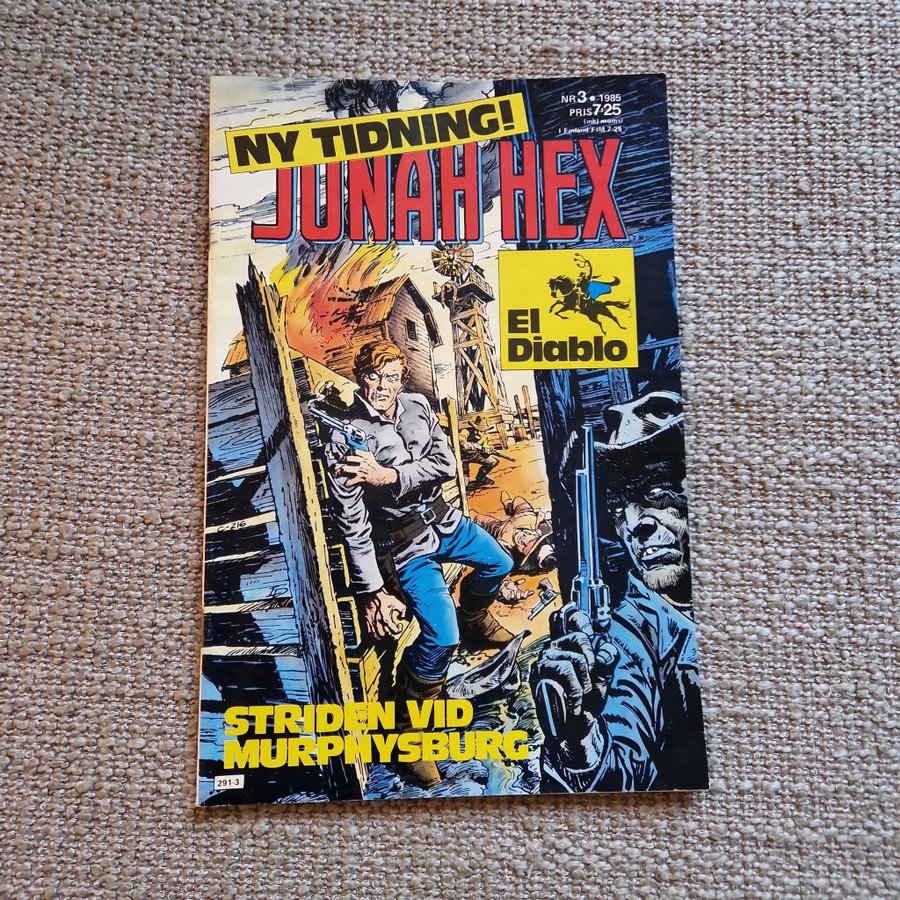 NY TIDNING!
NR 3 • 1985
PRIS 7·25
(inkl moms)
I Finland FIM 7·25
JONAH HEX
El
Diablo
C-216
STRIDEN VID
MURPHYSBURG
291-3